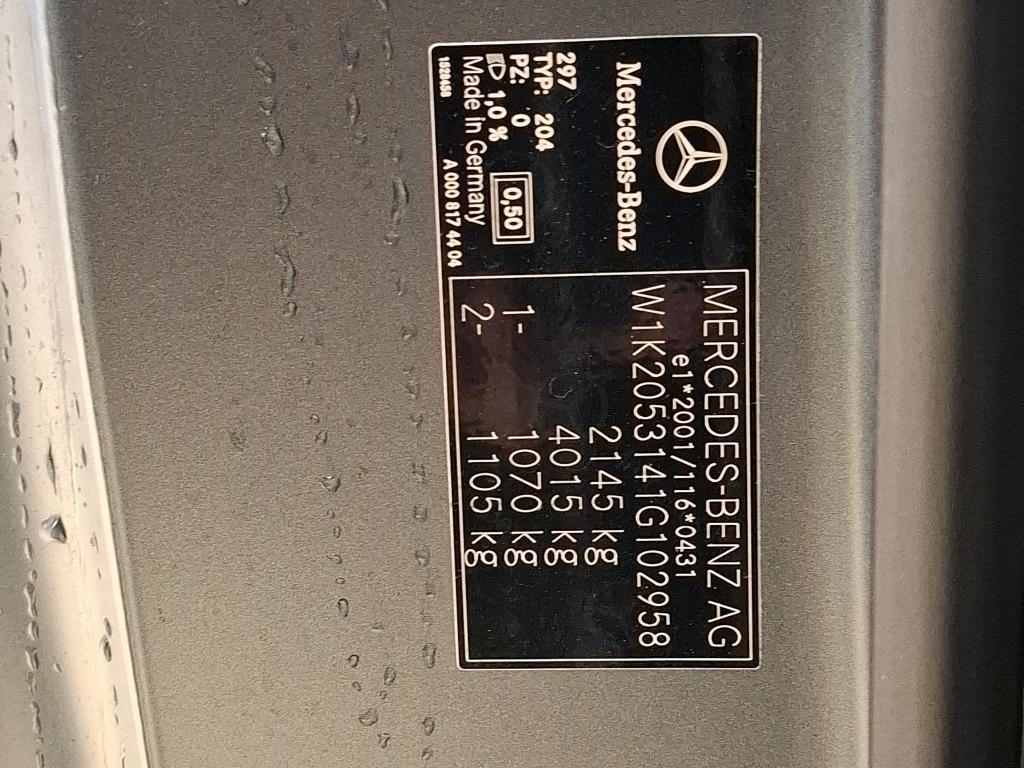 Mercedes-Benz
297
TYP: 204
PZ: 0
1,0 %
0,50
Made in Germany
1528458
A 000 817 44 04
MERCEDES-BENZ AG
e1*2001/116*0431
W1K2053141G102958
2145 kg
4015 kg
1- 1070 kg
2- 1105 kg